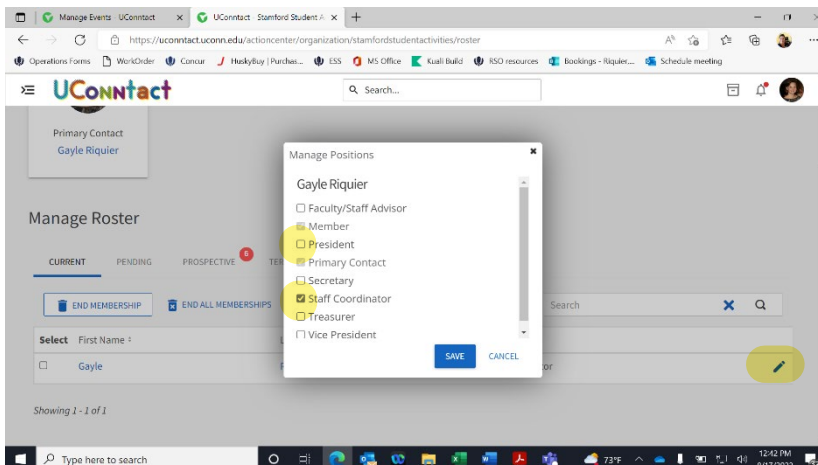 Manage Events - UConntact
UConntact - Stamford Student A
https://uconntact.uconn.edu/actioncenter/organization/stamfordstudentactivities/roster
Operations Forms WorkOrder Concur HuskyBuy | Purchas... ESS MS Office Kuali Build RSO resources Bookings - Riquier,... Schedule meeting
UConntact
Search...
Primary Contact
Gayle Riquier
Manage Positions
Gayle Riquier
Faculty/Staff Advisor
Member
President
Primary Contact
Secretary
Staff Coordinator
Treasurer
Vice President
SAVE CANCEL
Manage Roster
CURRENT PENDING PROSPECTIVE 6
END MEMBERSHIP END ALL MEMBERSHIPS Search
Select First Name
Gayle
Showing 1 - 1 of 1
Type here to search 73°F 12:42 PM